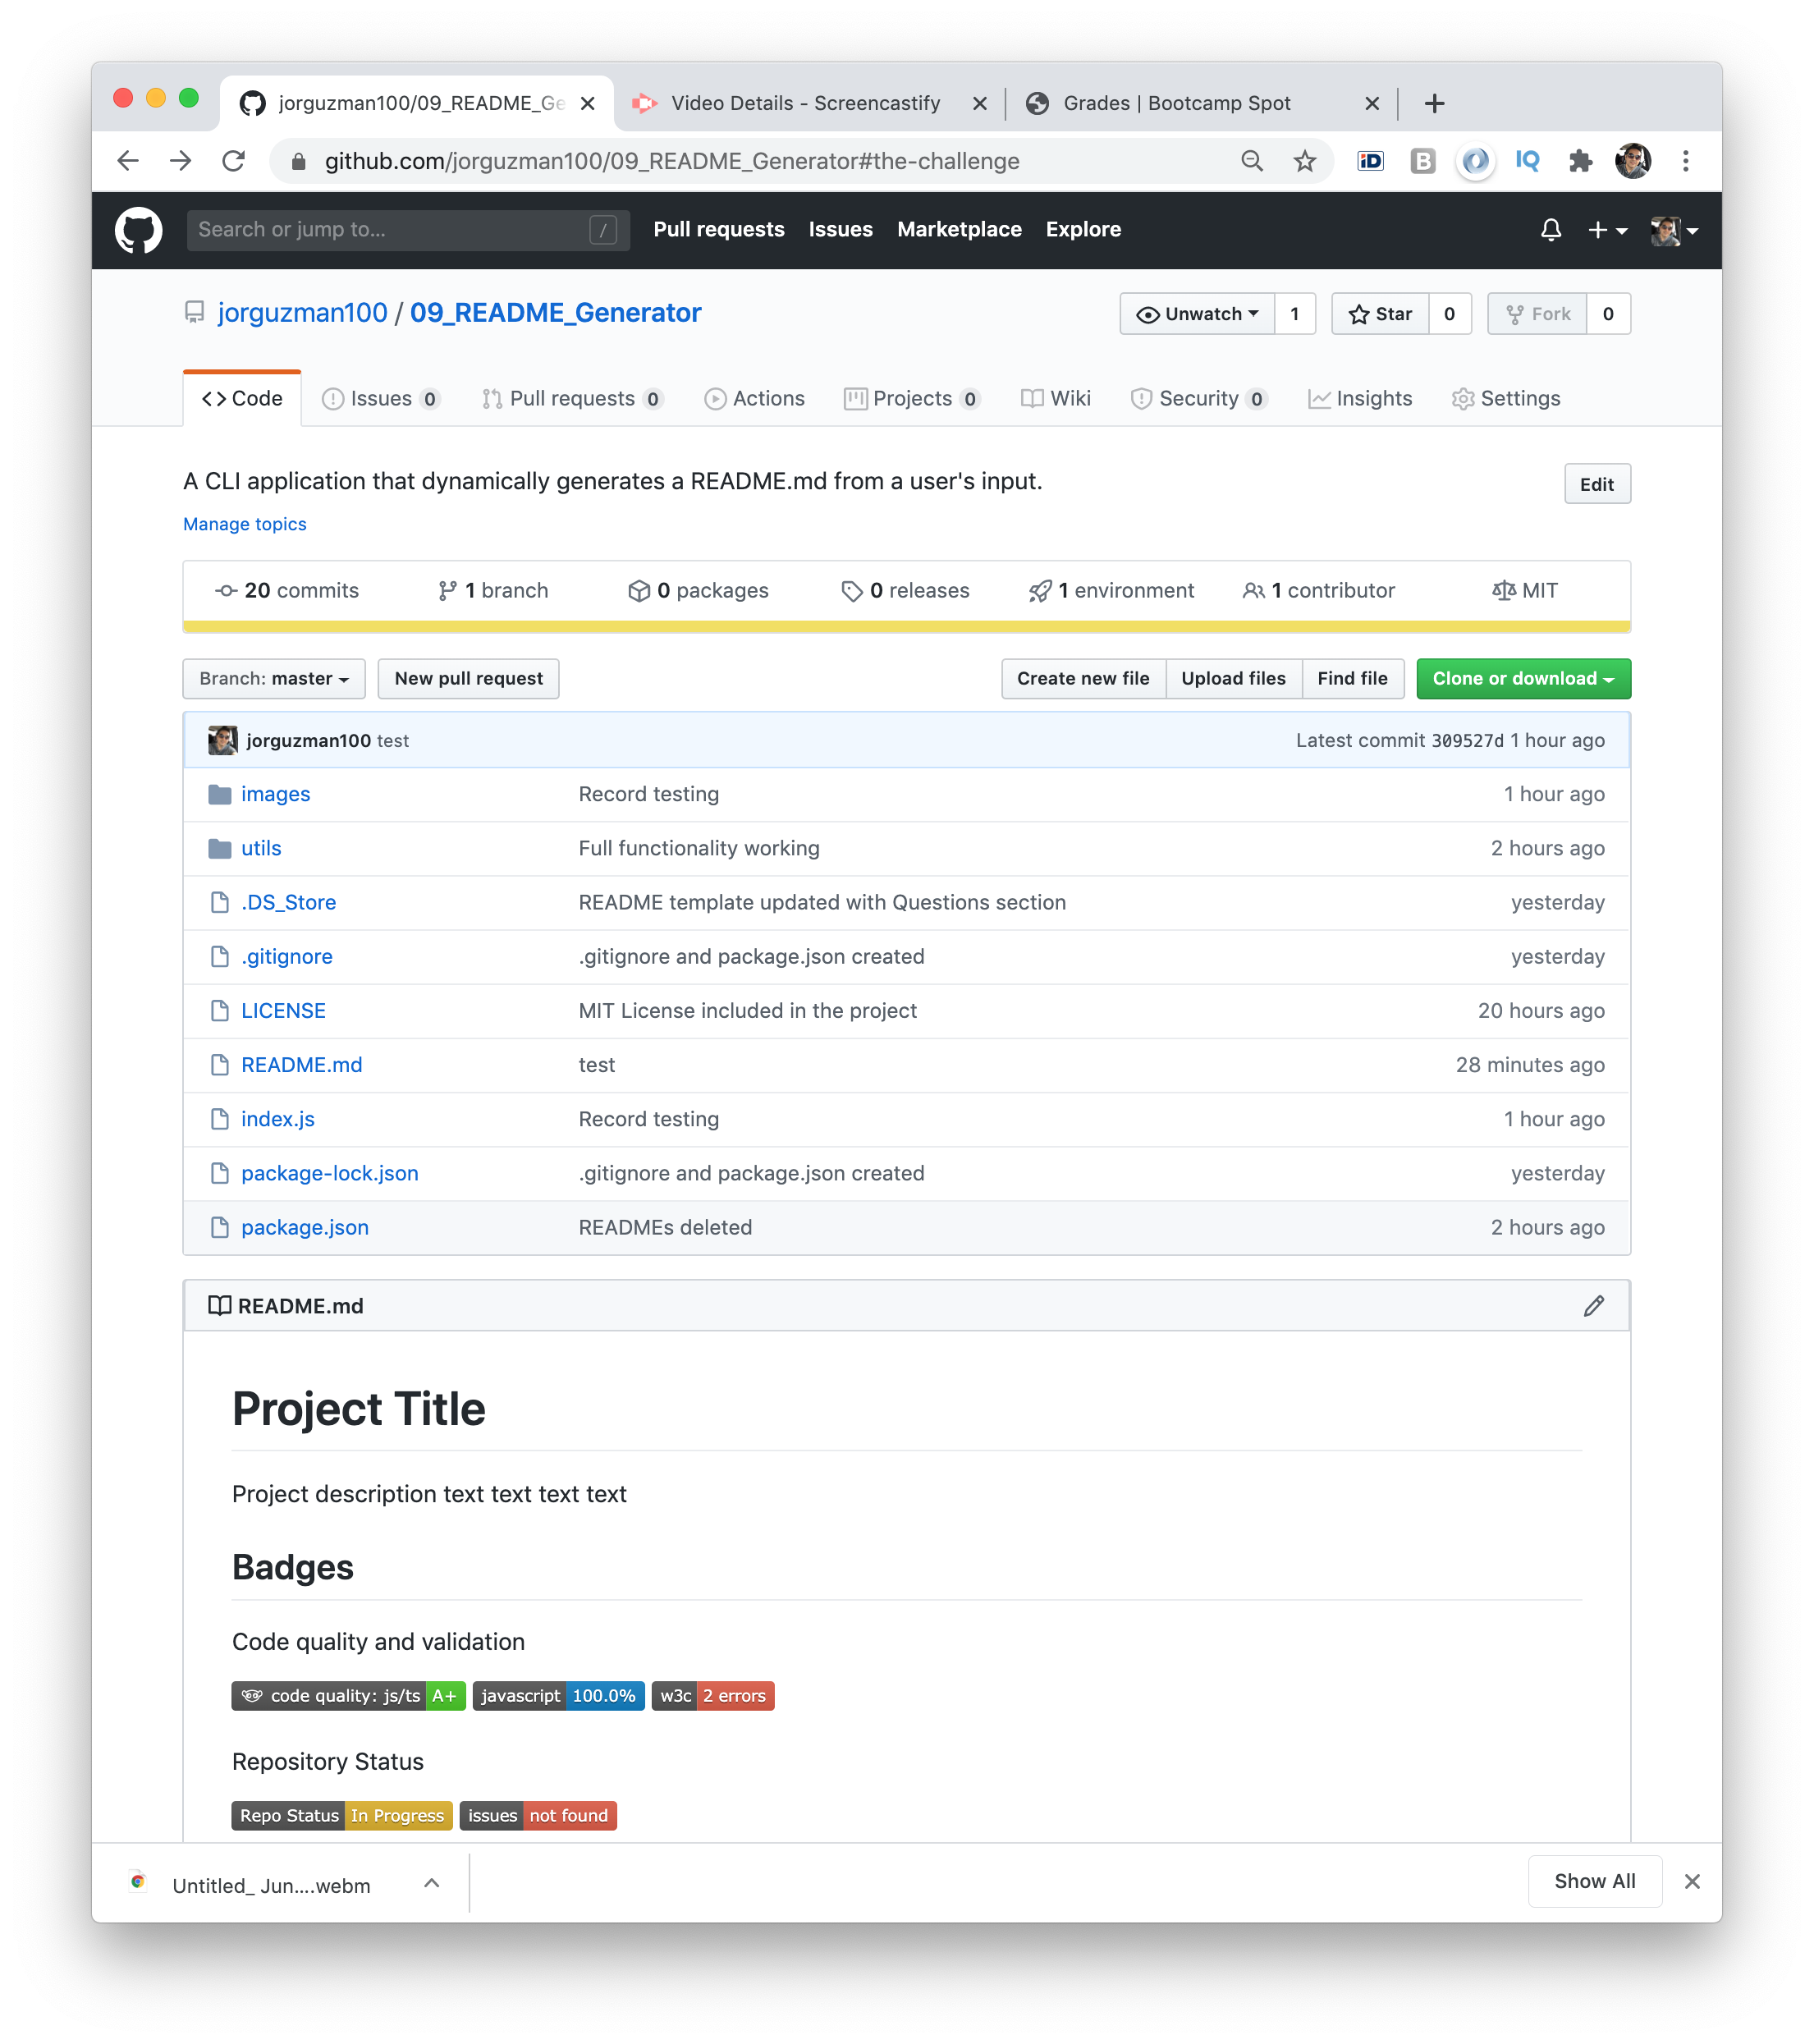 jorguzman100/09_README_Ge
Video Details - Screencastify
Grades | Bootcamp Spot
github.com/jorguzman100/09_README_Generator#the-challenge
iD
B
IQ
Search or jump to...
/
Pull requests
Issues
Marketplace
Explore
jorguzman100 / 09_README_Generator
Unwatch 1
Star 0
Fork 0
Code
Issues 0
Pull requests 0
Actions
Projects 0
Wiki
Security 0
Insights
Settings
A CLI application that dynamically generates a README.md from a user's input.
Edit
Manage topics
20 commits
1 branch
0 packages
0 releases
1 environment
1 contributor
MIT
Branch: master
New pull request
Create new file
Upload files
Find file
Clone or download
jorguzman100 test
Latest commit 309527d 1 hour ago
images Record testing 1 hour ago
utils Full functionality working 2 hours ago
.DS_Store README template updated with Questions section yesterday
.gitignore .gitignore and package.json created yesterday
LICENSE MIT License included in the project 20 hours ago
README.md test 28 minutes ago
index.js Record testing 1 hour ago
package-lock.json .gitignore and package.json created yesterday
package.json READMEs deleted 2 hours ago
README.md
Project Title
Project description text text text text
Badges
Code quality and validation
code quality: js/ts A+ javascript 100.0% w3c 2 errors
Repository Status
Repo Status In Progress issues not found
Untitled_ Jun....webm
Show All